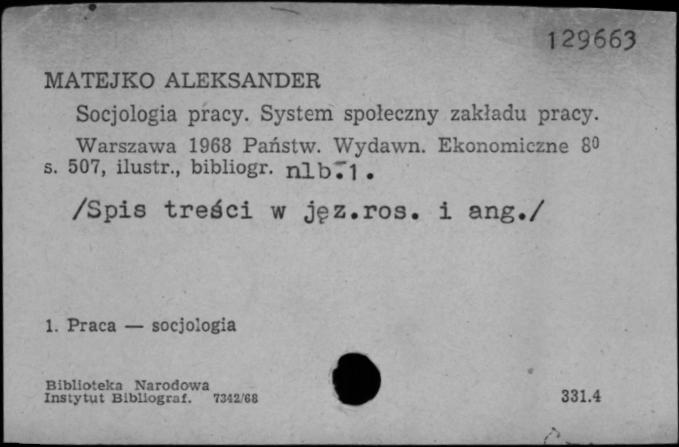 129663
MATEJKO ALEKSANDER
Socjologia pracy. System społeczny zakładu pracy.
Warszawa 1968 Państw. Wydawn. Ekonomiczne 8⁰
s. 507, ilustr., bibliogr. nlb.1.
/Spis treści w jęz.ros. i ang./
1. Praca — socjologia
Biblioteka Narodowa
Instytut Bibliograf. 7342/68
331.4